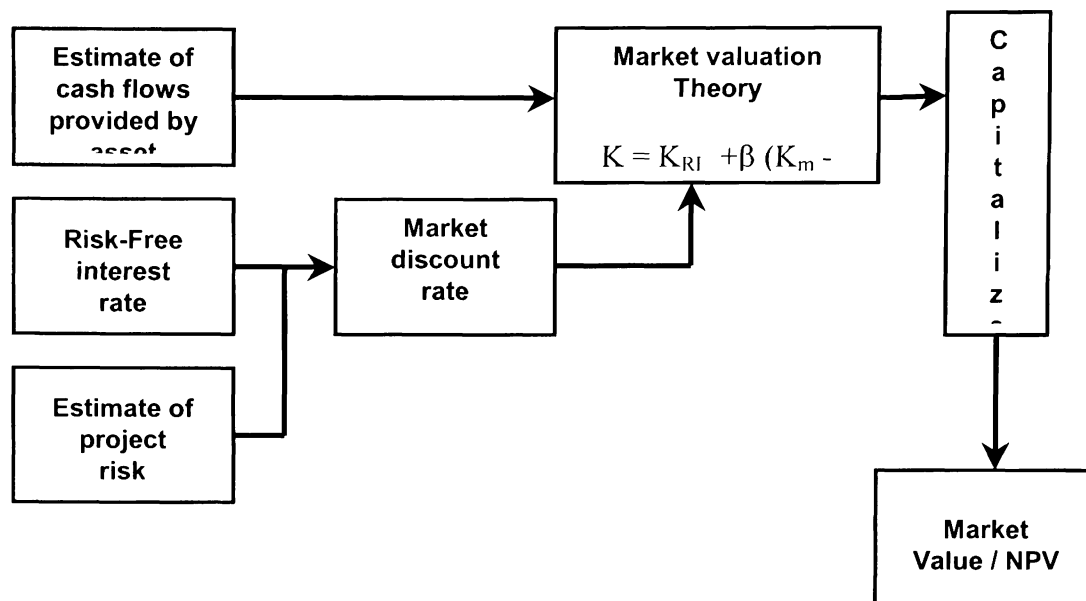 Estimate of
cash flows
provided by
asset
Market valuation
Theory
K = K_RI + β (K_m -
C
a
p
i
t
a
l
i
z
Risk-Free
interest
rate
Market
discount
rate
Estimate of
project
risk
Market
Value / NPV